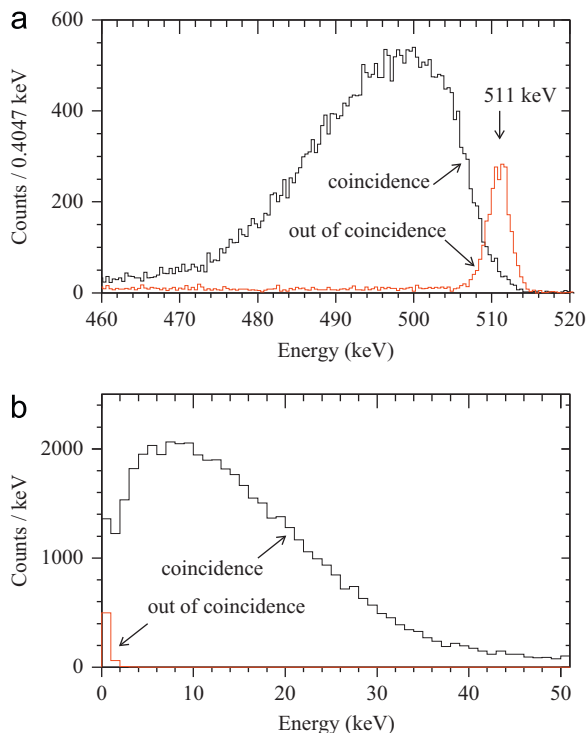 a
600
400
200
0
Counts / 0.4047 keV
511 keV
coincidence
out of coincidence
460 470 480 490 500 510 520
Energy (keV)
b
2000
1000
0
Counts / keV
coincidence
out of coincidence
0 10 20 30 40 50
Energy (keV)